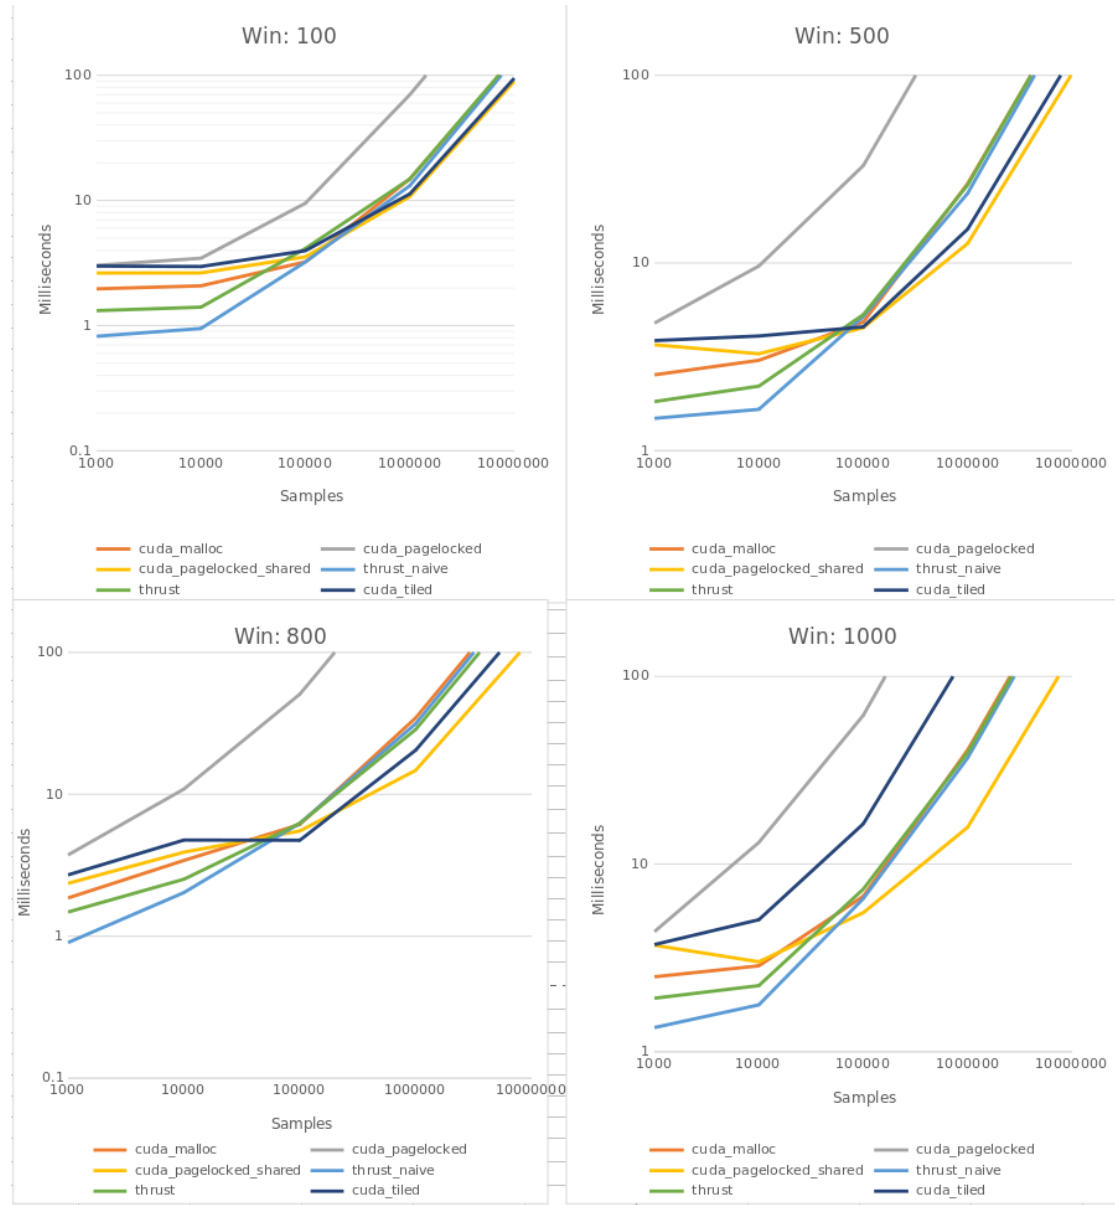 Win: 100
100
10
1
0.1
Milliseconds
1000 10000 100000 1000000 10000000
Samples
cuda_malloc cuda_pagelocked
cuda_pagelocked_shared thrust_naive
thrust cuda_tiled
Win: 500
100
10
1
Milliseconds
1000 10000 100000 1000000 10000000
Samples
cuda_malloc cuda_pagelocked
cuda_pagelocked_shared thrust_naive
thrust cuda_tiled
Win: 800
100
10
1
0.1
Milliseconds
1000 10000 100000 1000000 10000000
Samples
cuda_malloc cuda_pagelocked
cuda_pagelocked_shared thrust_naive
thrust cuda_tiled
Win: 1000
100
10
1
Milliseconds
1000 10000 100000 1000000 10000000
Samples
cuda_malloc cuda_pagelocked
cuda_pagelocked_shared thrust_naive
thrust cuda_tiled